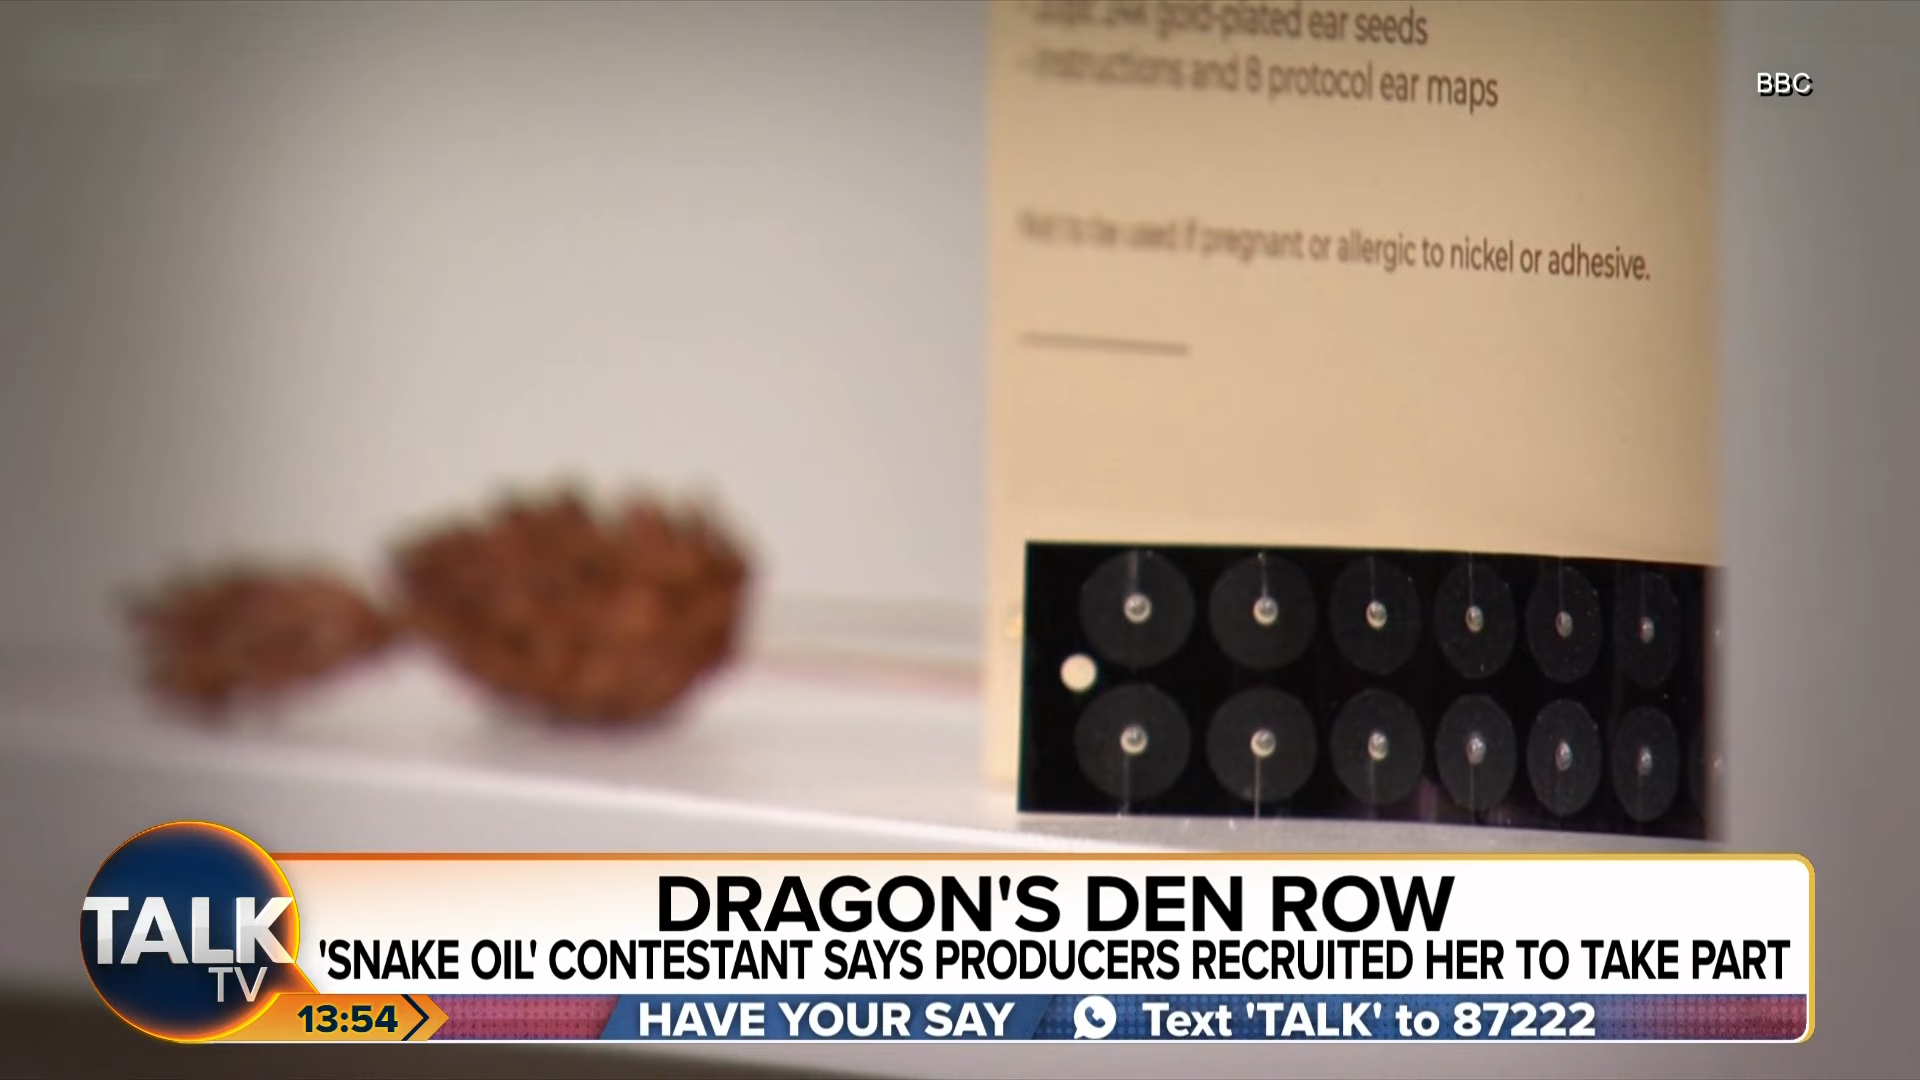 24K gold-plated ear seeds
- instructions and 8 protocol ear maps
BBC
Not to be used if pregnant or allergic to nickel or adhesive.
DRAGON'S DEN ROW
'SNAKE OIL' CONTESTANT SAYS PRODUCERS RECRUITED HER TO TAKE PART
TALK
TV
13:54
HAVE YOUR SAY
Text 'TALK' to 87222